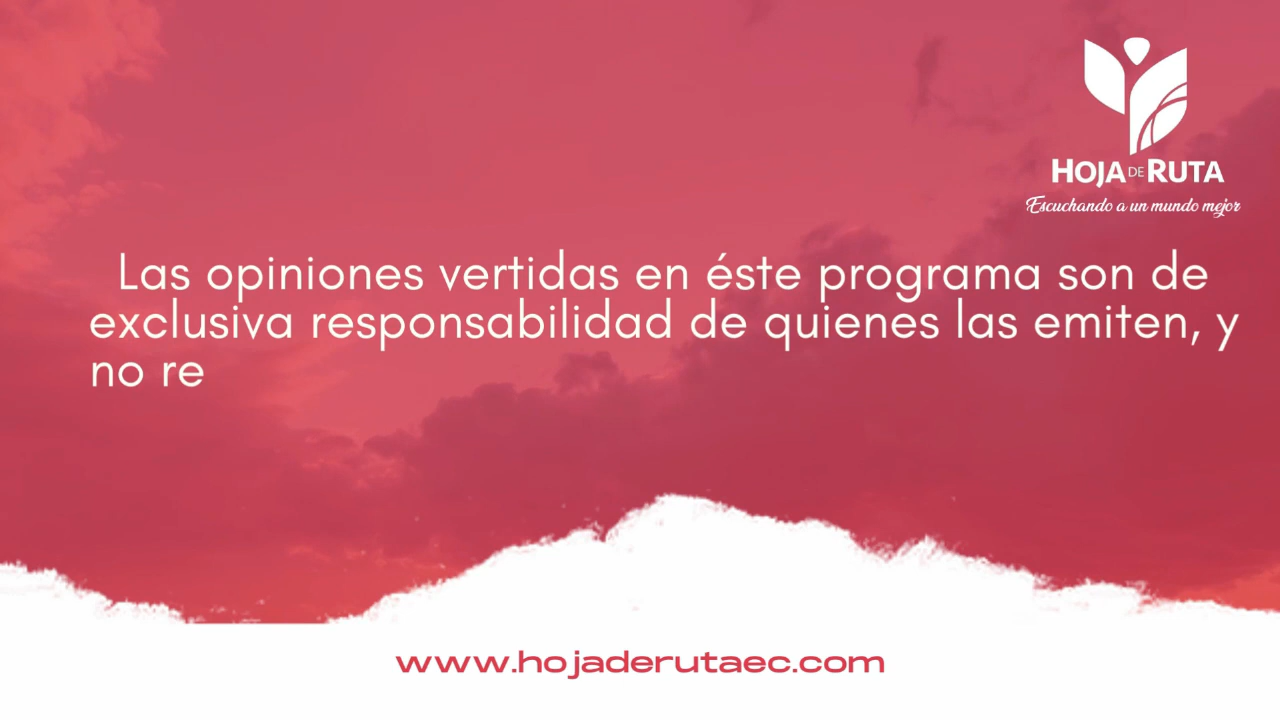 HOJA DE RUTA
Escuchando a un mundo mejor
Las opiniones vertidas en éste programa son de
exclusiva responsabilidad de quienes las emiten, y
no re
www.hojaderutaec.com